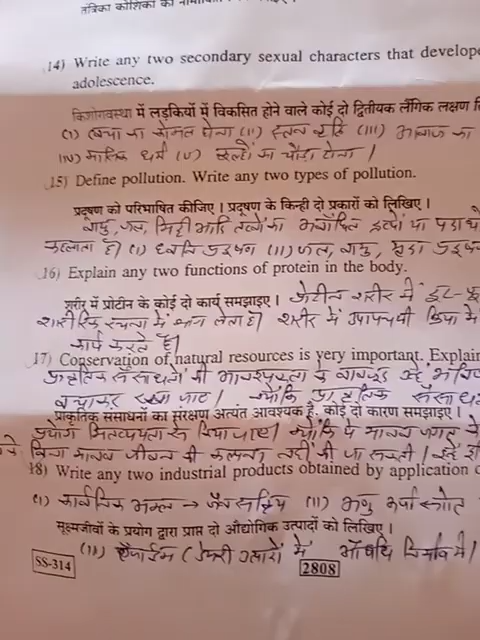 तंत्रिका कोशिका का
14) Write any two secondary sexual characters that develope
adolescence.
किशोरावस्था में लड़कियों में विकसित होने वाले कोई दो द्वितीयक लैंगिक लक्षण
(i) त्वचा का कोमल होना (ii) स्तन वृद्धि (iii) आवाज का
(iv) मासिक धर्म (v) कूल्हों का चौड़ा होना।
15) Define pollution. Write any two types of pollution.
प्रदूषण को परिभाषित कीजिए। प्रदूषण के किन्ही दो प्रकारों को लिखिए।
वायु, जल, मिट्टी आदि तत्वों का अवांछित द्रव्यों या पदार्थ
कहलाता है। (i) ध्वनि प्रदूषण (ii) जल, वायु, मृदा प्रदूषण
16) Explain any two functions of protein in the body.
शरीर में प्रोटीन के कोई दो कार्य समझाइए। प्रोटीन शरीर में टूट-फूट
शारीरिक रचना में भाग लेता है। शरीर में उपापचयी क्रिया में
कार्य करते है।
17) Conservation of natural resources is very important. Explain
प्राकृतिक संसाधनों की आवश्यकता के बावजूद उन्हें
बचाकर रखा जाए। क्योंकि प्राकृतिक संसाधन
प्राकृतिक संसाधनों का संरक्षण अत्यंत आवश्यक है. कोई दो कारण समझाइए।
प्रयोग मितव्ययता से किया जाए। क्योंकि ये मानव जगत में
बिना मानव जीवन की कल्पना नहीं की जा सकती।
18) Write any two industrial products obtained by application o
(i) कार्बनिक अम्ल → (ii)
सूक्ष्मजीवों के प्रयोग द्वारा प्राप्त दो औद्योगिक उत्पादों को लिखिए।
(iii) में औषधि निर्माण में।
SS-314
2808